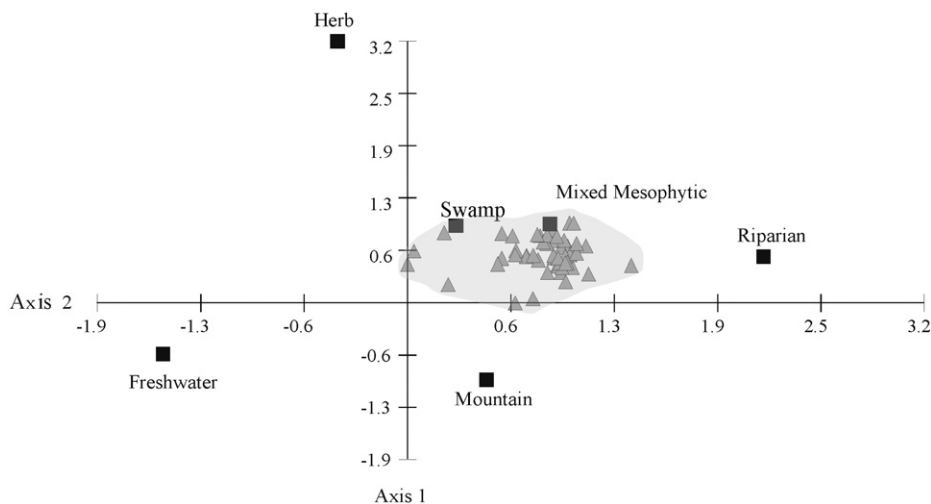 Herb
3.2
2.5
1.9
1.3
Mixed Mesophytic
Swamp
0.6
Riparian
Axis 2
-1.9
-1.3
-0.6
0.6
1.3
1.9
2.5
3.2
-0.6
Freshwater
Mountain
-1.3
-1.9
Axis 1